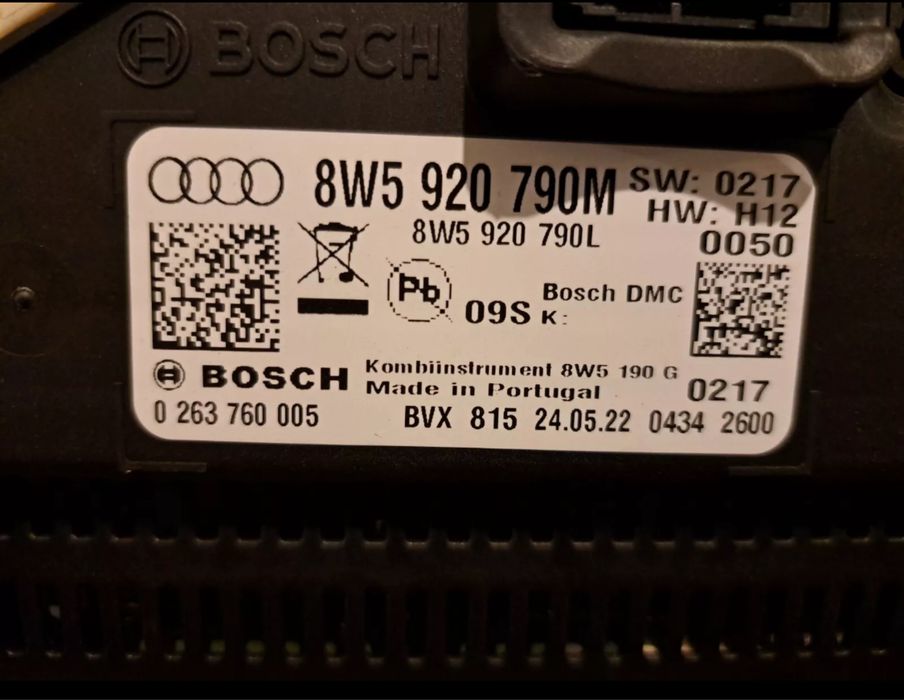 BOSCH
8W5 920 790M SW: 0217
HW: H12
8W5 920 790L 0050
Pb
09S Bosch DMC
K:
BOSCH Kombiinstrument 8W5 190 G
Made in Portugal 0217
0 263 760 005 BVX 815 24.05.22 0434 2600